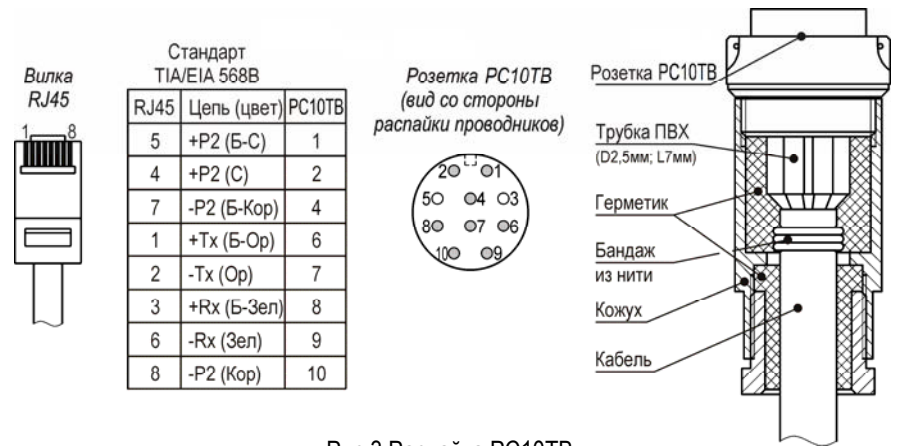 Вилка
RJ45
1 8
Стандарт
TIA/EIA 568B
RJ45 Цепь (цвет) РС10ТВ
5 +P2 (Б-С) 1
4 +P2 (С) 2
7 -P2 (Б-Кор) 4
1 +Tx (Б-Ор) 6
2 -Tx (Ор) 7
3 +Rx (Б-Зел) 8
6 -Rx (Зел) 9
8 -P2 (Кор) 10
Розетка РС10ТВ
(вид со стороны
распайки проводников)
2 1
5 4 3
8 7 6
10 9
Розетка РС10ТВ
Трубка ПВХ
(D2,5мм; L7мм)
Герметик
Бандаж
из нити
Кожух
Кабель